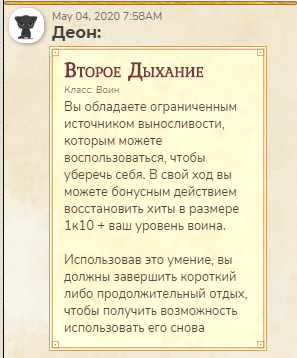 May 04, 2020 7:58AM
Деон:
Второе Дыхание
Класс: Воин
Вы обладаете ограниченным
источником выносливости,
которым можете
воспользоваться, чтобы
уберечь себя. В свой ход вы
можете бонусным действием
восстановить хиты в размере
1к10 + ваш уровень воина.
Использовав это умение, вы
должны завершить короткий
либо продолжительный отдых,
чтобы получить возможность
использовать его снова